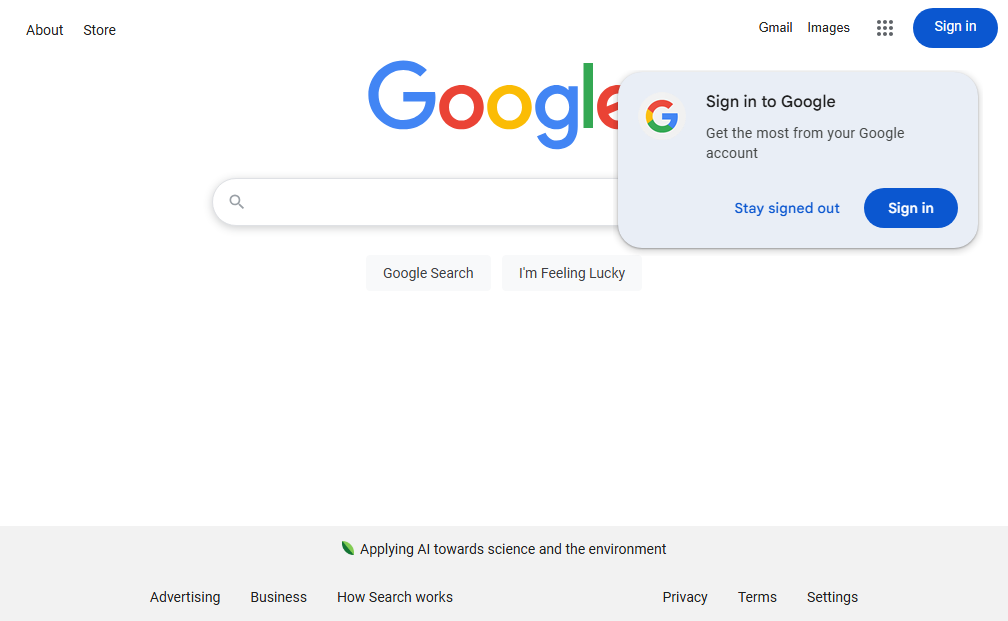 About Store Gmail Images Sign in
Google
Sign in to Google
Get the most from your Google
account
Stay signed out Sign in
Google Search I'm Feeling Lucky
Applying AI towards science and the environment
Advertising Business How Search works Privacy Terms Settings